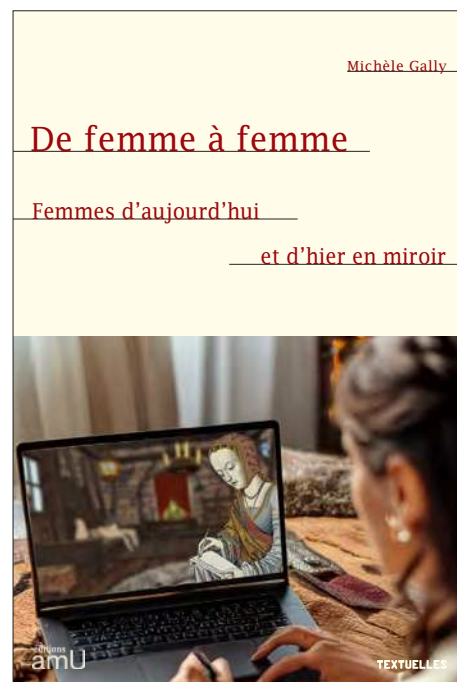 Michèle Gally
De femme à femme
Femmes d'aujourd'hui
et d'hier en miroir
éditions
amU
TEXTUELLES